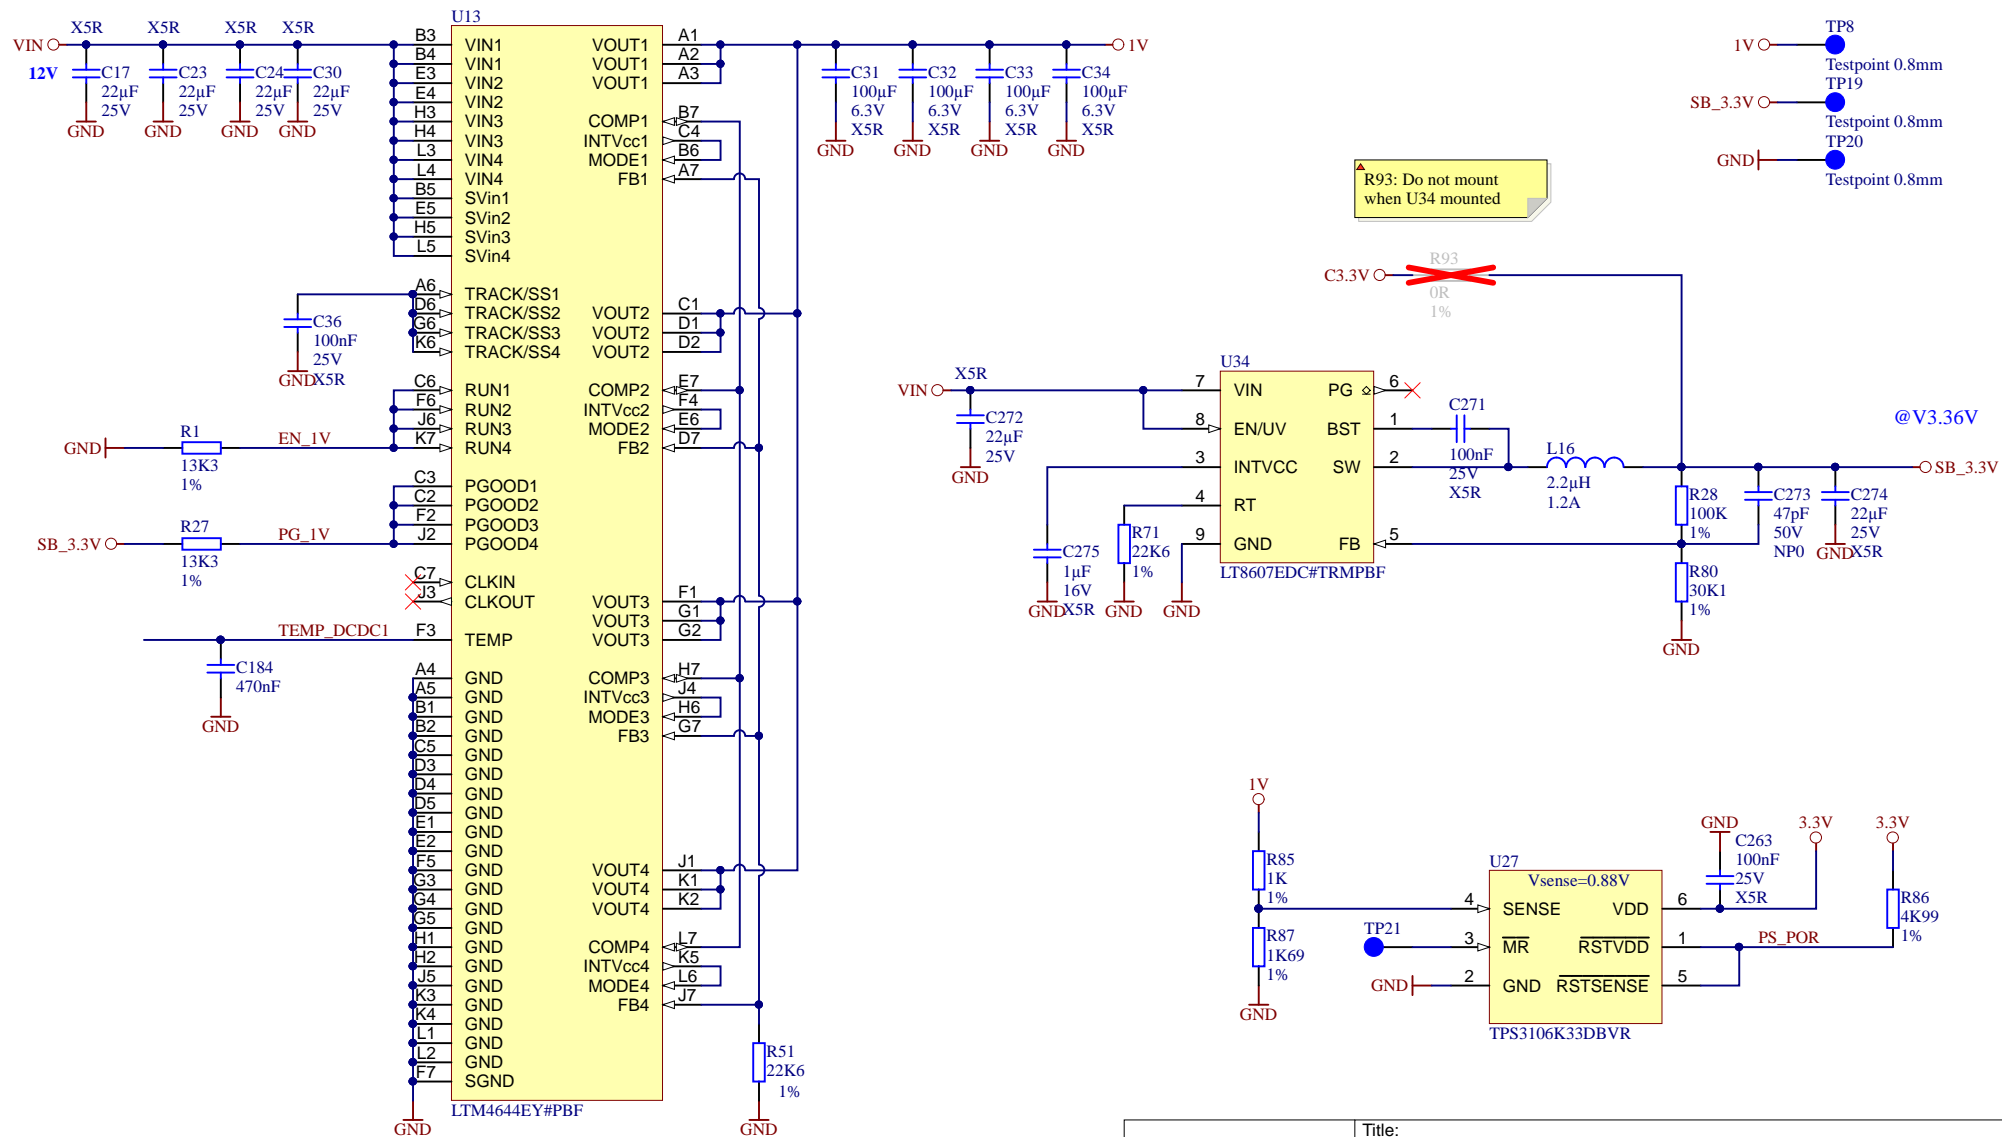 U13
X5R X5R X5R X5R
VIN
12V
C17
22µF
25V
GND
C23
22µF
25V
GND
C24
22µF
25V
GND
C30
22µF
25V
GND
B3 VIN1
B4 VIN1
E3 VIN2
E4 VIN2
H3 VIN3
H4 VIN3
L3 VIN4
L4 VIN4
B5 SVin1
E5 SVin2
H5 SVin3
L5 SVin4
A6 TRACK/SS1
D6 TRACK/SS2
G6 TRACK/SS3
K6 TRACK/SS4
C36
100nF
25V
X5R
GND
C6 RUN1
F6 RUN2
J6 RUN3
K7 RUN4
GND
R1
13K3
1%
EN_1V
C3 PGOOD1
C2 PGOOD2
F2 PGOOD3
J2 PGOOD4
SB_3.3V
R27
13K3
1%
PG_1V
C7 CLKIN
J3 CLKOUT
TEMP_DCDC1
F3 TEMP
C184
470nF
GND
A4 GND
A5 GND
B1 GND
B2 GND
C5 GND
D3 GND
D4 GND
D5 GND
E1 GND
E2 GND
F5 GND
G3 GND
G4 GND
G5 GND
H1 GND
H2 GND
J5 GND
K3 GND
K4 GND
L1 GND
L2 GND
F7 SGND
GND
LTM4644EY#PBF
VOUT1 A1
VOUT1 A2
VOUT1 A3
COMP1 B7
INTVcc1 C4
MODE1 B6
FB1 A7
VOUT2 C1
VOUT2 D1
VOUT2 D2
COMP2 E7
INTVcc2 F4
MODE2 E6
FB2 D7
VOUT3 F1
VOUT3 G1
VOUT3 G2
COMP3 H7
INTVcc3 J4
MODE3 H6
FB3 G7
VOUT4 J1
VOUT4 K1
VOUT4 K2
COMP4 L7
INTVcc4 K5
MODE4 L6
FB4 J7
R51
22K6
1%
GND
1V
C31
100µF
6.3V
X5R
GND
C32
100µF
6.3V
X5R
GND
C33
100µF
6.3V
X5R
GND
C34
100µF
6.3V
X5R
GND
TP8
1V
Testpoint 0.8mm
TP19
SB_3.3V
Testpoint 0.8mm
TP20
GND
Testpoint 0.8mm
R93: Do not mount
when U34 mounted
C3.3V
R93
0R
1%
U34
VIN
X5R
C272
22µF
25V
GND
7 VIN
8 EN/UV
3 INTVCC
4 RT
9 GND
PG 6
BST 1
SW 2
FB 5
LT8607EDC#TRMPBF
C275
1µF
16V
X5R
GND
R71
22K6
1%
GND
GND
C271
100nF
25V
X5R
L16
2.2µH
1.2A
@V3.36V
SB_3.3V
R28
100K
1%
C273
47pF
50V
NP0
C274
22µF
25V
X5R
GND
R80
30K1
1%
GND
1V
R85
1K
1%
R87
1K69
1%
GND
U27
Vsense=0.88V
4 SENSE
3 MR
2 GND
VDD 6
RSTVDD 1
RSTSENSE 5
TPS3106K33DBVR
TP21
GND
GND
C263
100nF
25V
X5R
3.3V
3.3V
R86
4K99
1%
PS_POR
Title: